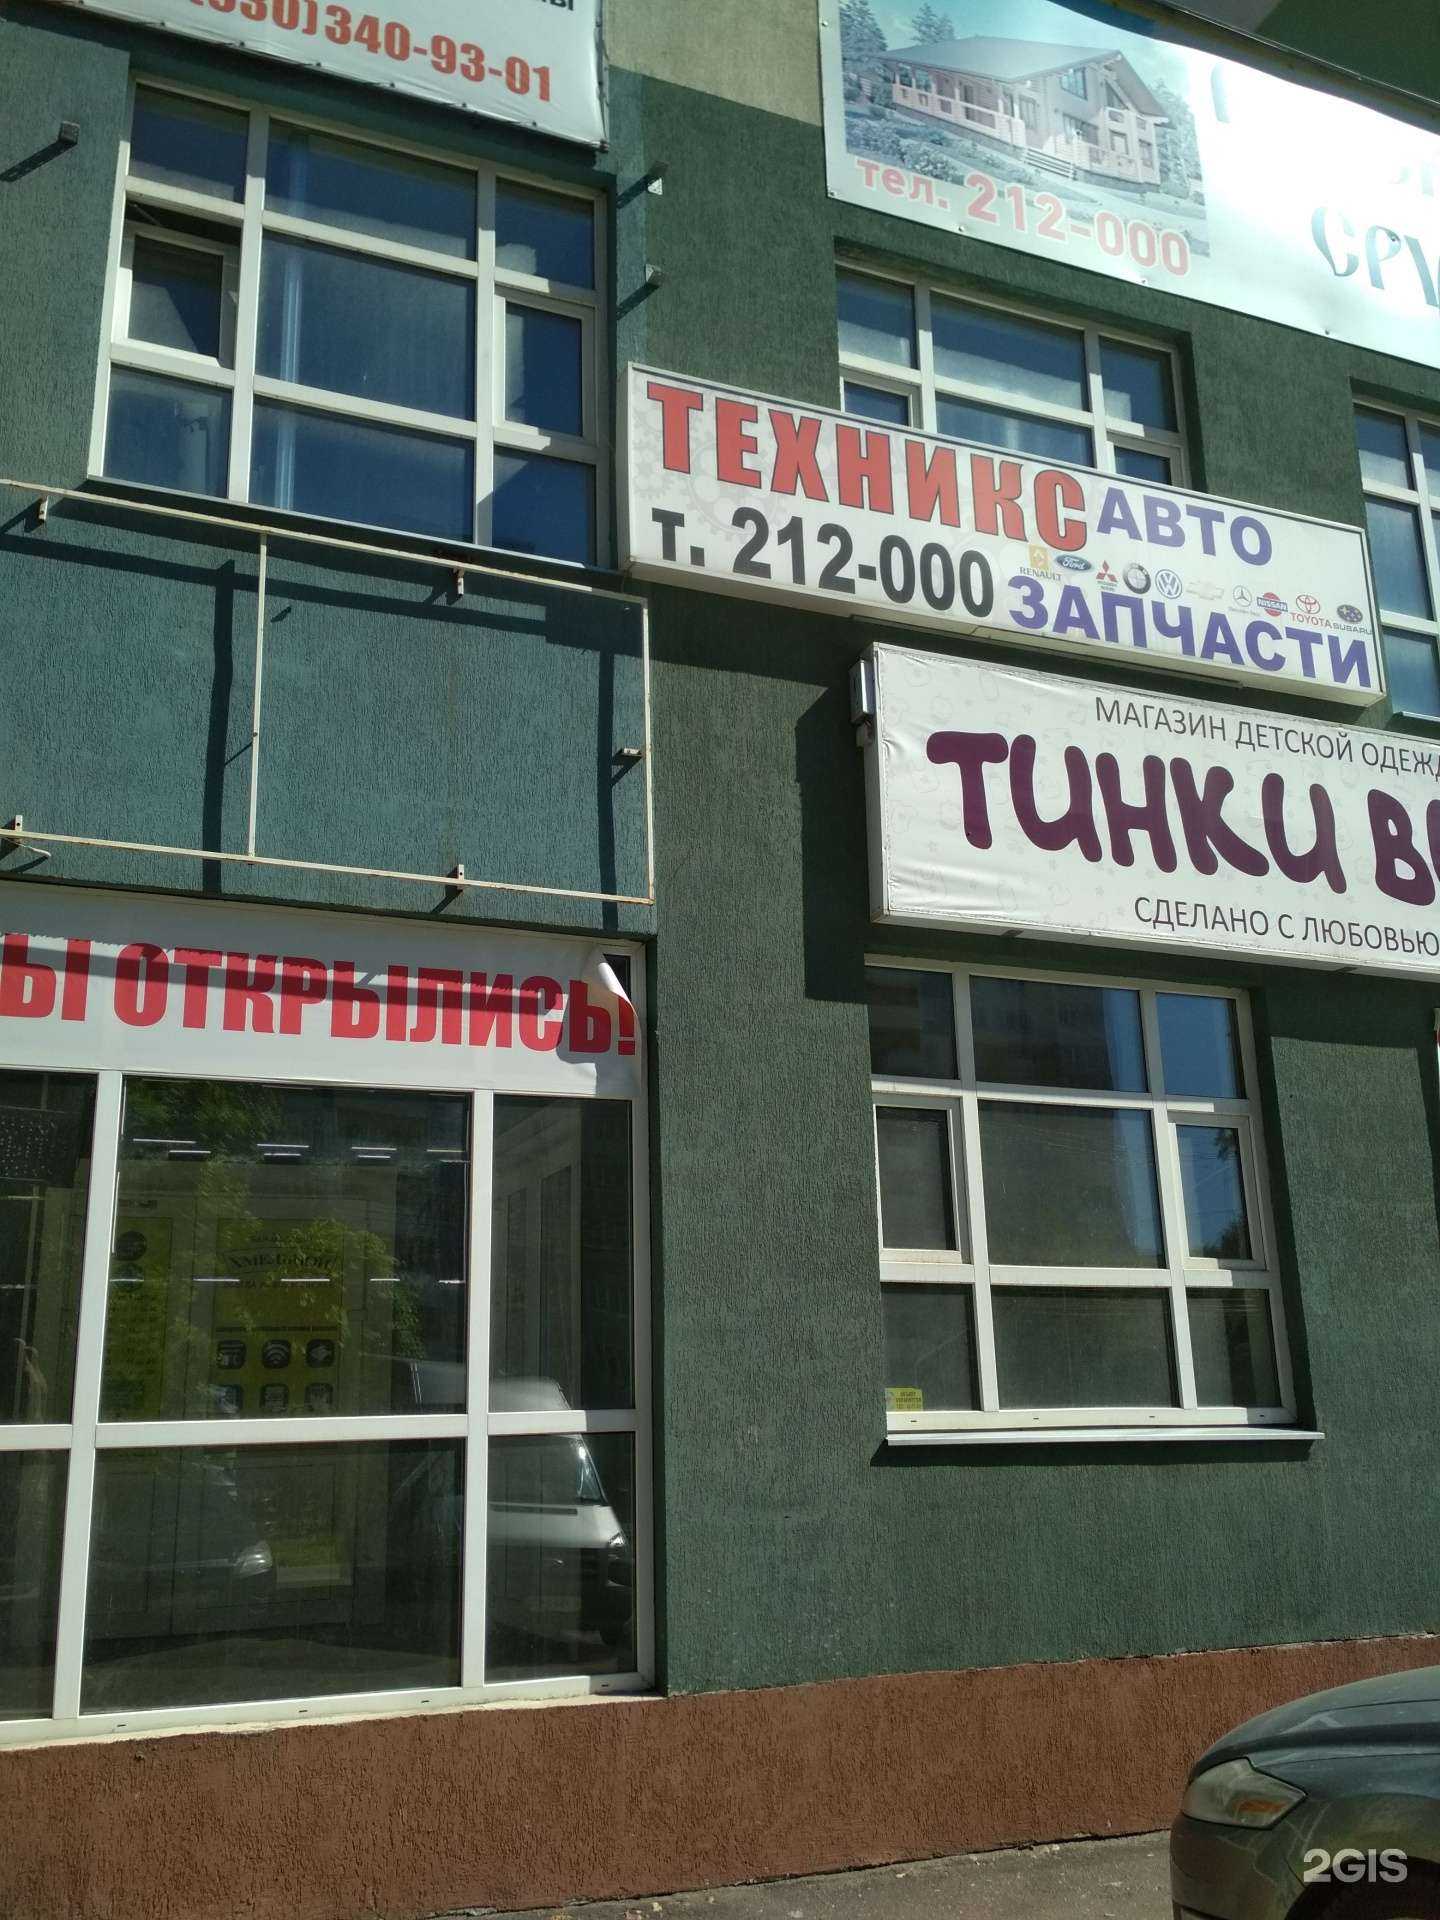 340-93-01
тел. 212-000
ТЕХНИКС АВТО
т. 212-000 ЗАПЧАСТИ
RENAULT Ford NISSAN TOYOTA SUBARU
МАГАЗИН ДЕТСКОЙ
ТИНКИ
СДЕЛАНО С ЛЮБОВЬЮ
ОТКРЫЛИСЬ!
2GIS